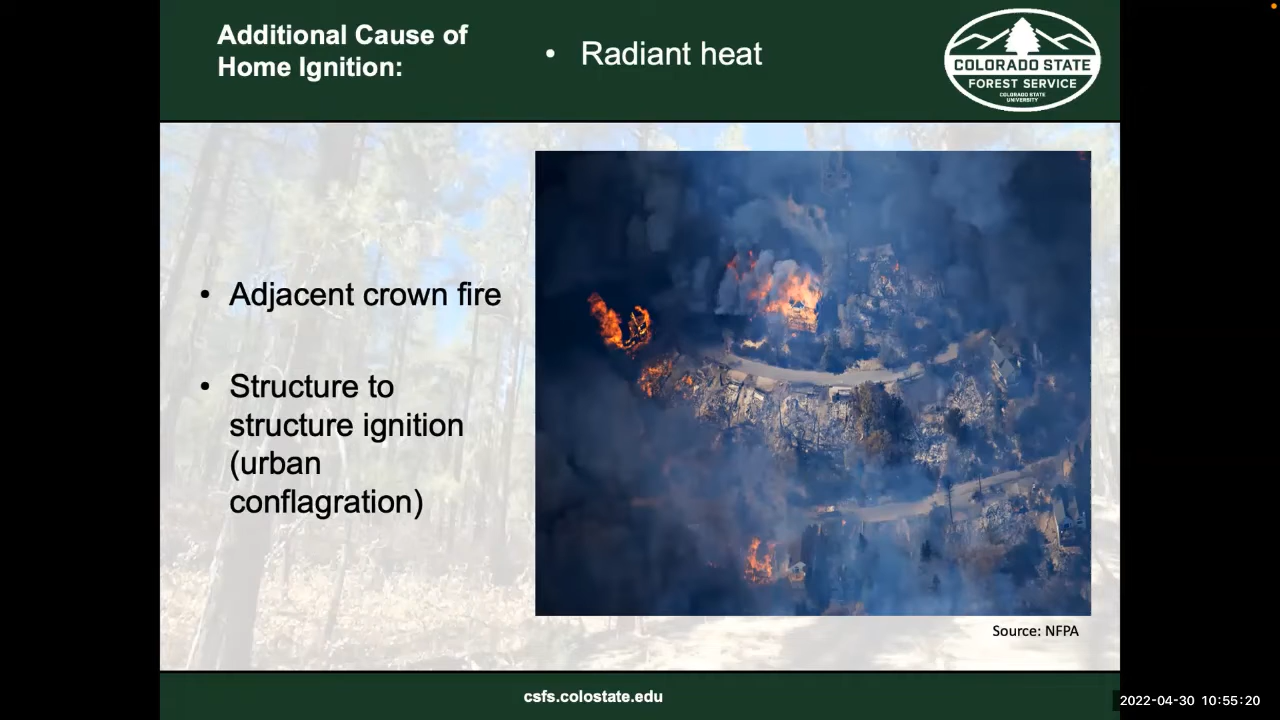 Additional Cause of
Home Ignition:
• Radiant heat
COLORADO STATE
FOREST SERVICE
COLORADO STATE
UNIVERSITY
• Adjacent crown fire
• Structure to
structure ignition
(urban
conflagration)
Source: NFPA
csfs.colostate.edu
2022-04-30 10:55:20